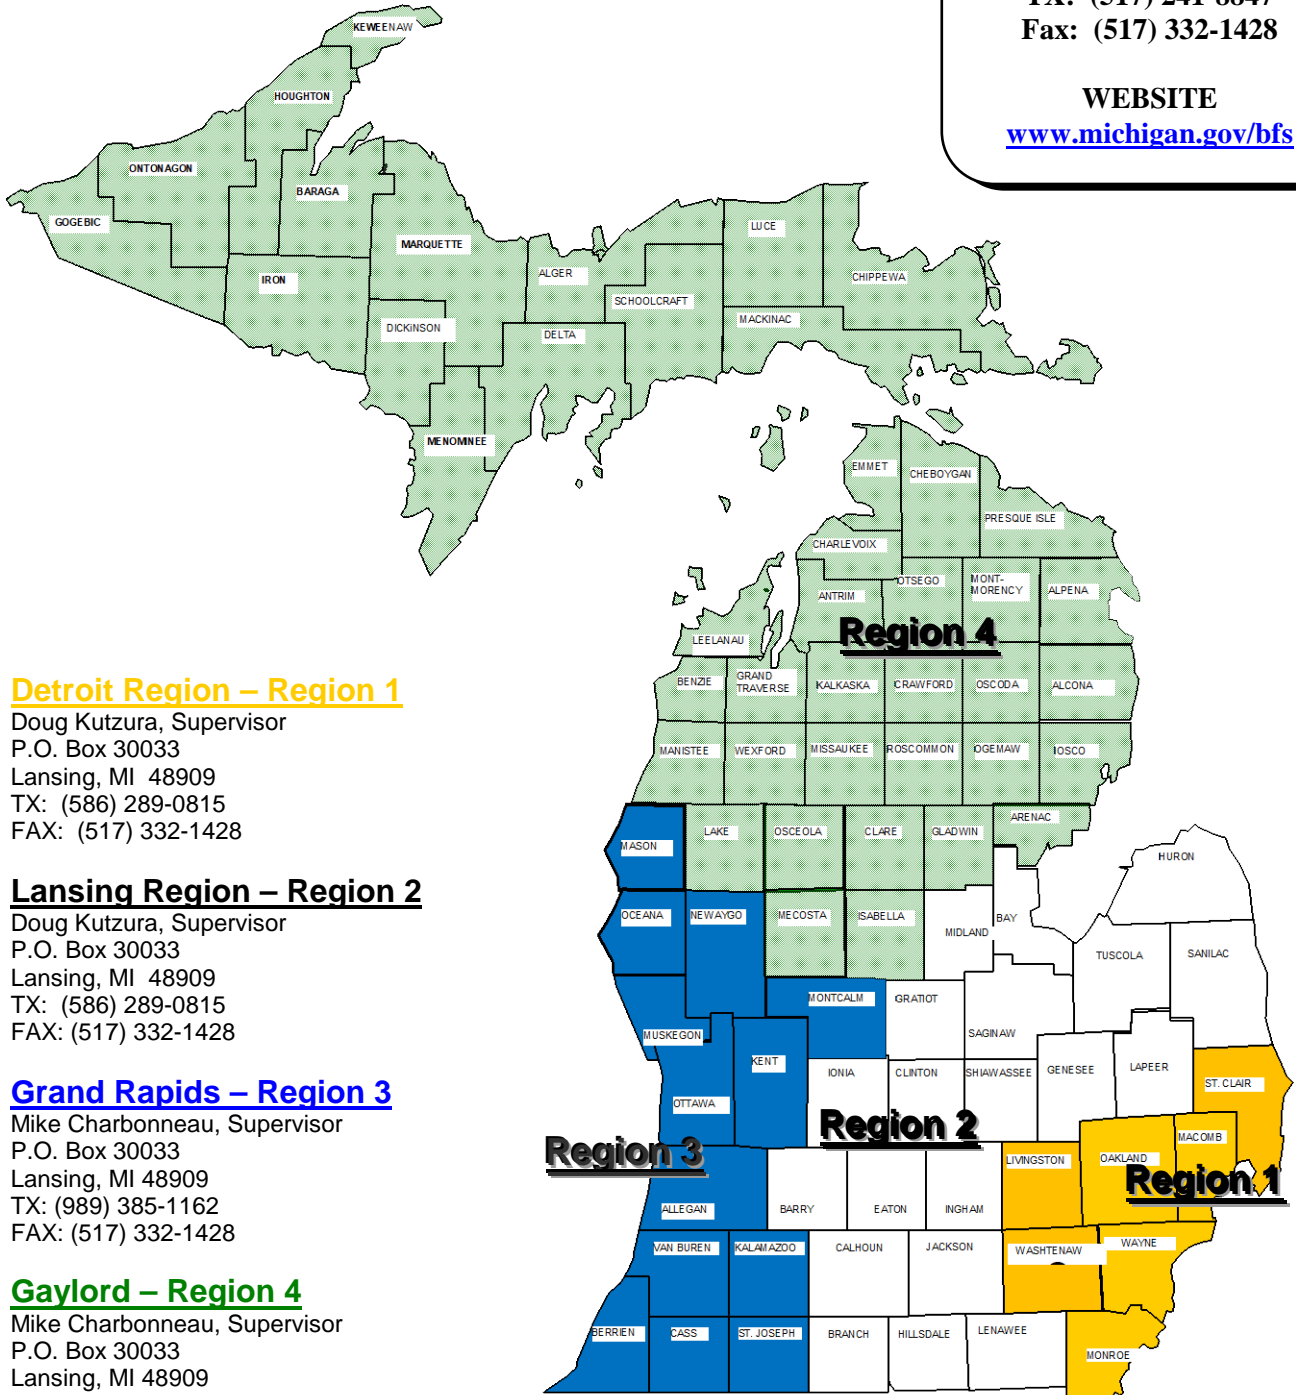 TX: (517) 241-8847
Fax: (517) 332-1428
WEBSITE
www.michigan.gov/bfs
KEWEENAW
HOUGHTON
ONTONAGON
BARAGA
GOGEBIC
MARQUETTE
LUCE
ALGER
CHIPPEWA
IRON
SCHOOLCRAFT
MACKINAC
DICKINSON
DELTA
MENOMINEE
EMMET
CHEBOYGAN
PRESQUE ISLE
CHARLEVOIX
OTSEGO
MONT-
MORENCY
ALPENA
ANTRIM
Region 4
LEELANAU
BENZIE
GRAND
TRAVERSE
KALKASKA
CRAWFORD
OSCODA
ALCONA
MANISTEE
WEXFORD
MISSAUKEE
ROSCOMMON
OGEMAW
IOSCO
MASON
LAKE
OSCEOLA
CLARE
GLADWIN
ARENAC
HURON
OCEANA
NEWAYGO
MECOSTA
ISABELLA
MIDLAND
BAY
TUSCOLA
SANILAC
MONTCALM
GRATIOT
SAGINAW
MUSKEGON
KENT
IONIA
CLINTON
SHIAWASSEE
GENESEE
LAPEER
ST. CLAIR
OTTAWA
Region 2
MACOMB
Region 3
LIVINGSTON
OAKLAND
Region 1
ALLEGAN
BARRY
EATON
INGHAM
VAN BUREN
KALAMAZOO
CALHOUN
JACKSON
WASHTENAW
WAYNE
BERRIEN
CASS
ST. JOSEPH
BRANCH
HILLSDALE
LENAWEE
MONROE
Detroit Region – Region 1
Doug Kutzura, Supervisor
P.O. Box 30033
Lansing, MI 48909
TX: (586) 289-0815
FAX: (517) 332-1428
Lansing Region – Region 2
Doug Kutzura, Supervisor
P.O. Box 30033
Lansing, MI 48909
TX: (586) 289-0815
FAX: (517) 332-1428
Grand Rapids – Region 3
Mike Charbonneau, Supervisor
P.O. Box 30033
Lansing, MI 48909
TX: (989) 385-1162
FAX: (517) 332-1428
Gaylord – Region 4
Mike Charbonneau, Supervisor
P.O. Box 30033
Lansing, MI 48909